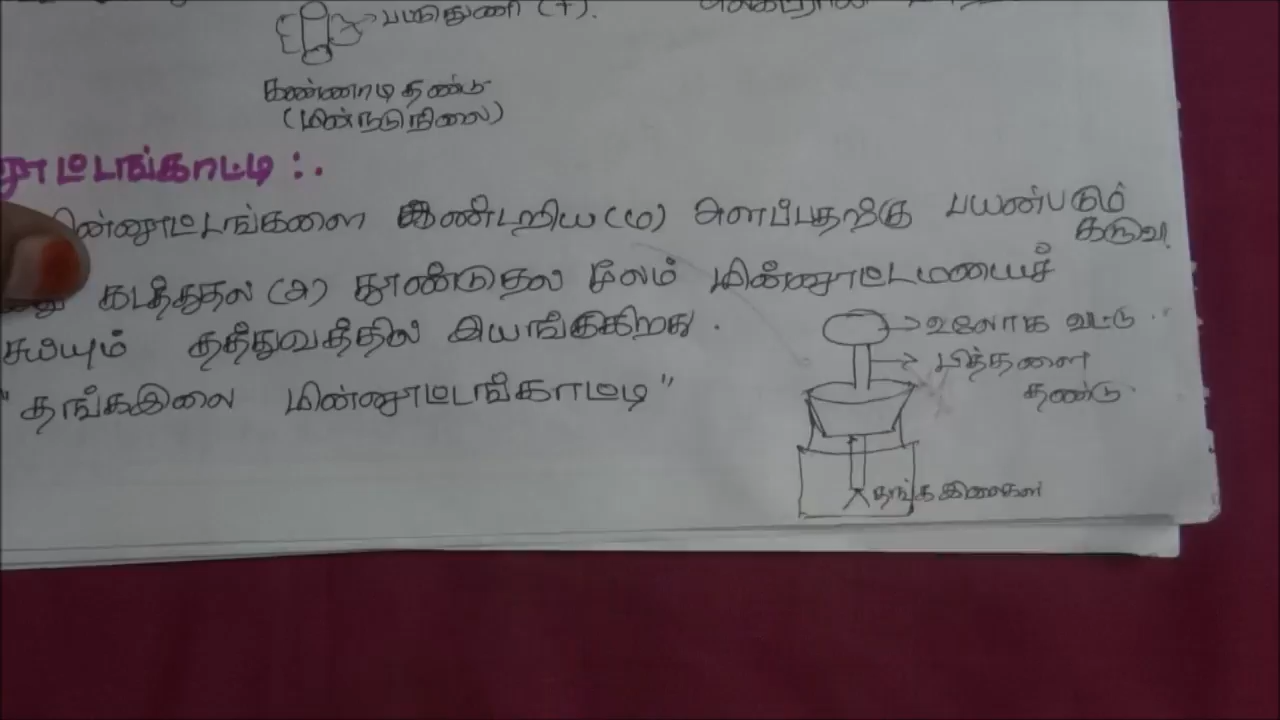 பட்டுதுணி (+).
கண்ணாடி தண்டு
(மின்நடுநிலை)
னூட்டங்காட்டி :.
மின்னூட்டங்களை கண்டறிய (ம) அளப்பதற்கு பயன்படும்
கருவி.
கடத்துதல் (அ) தூண்டுதல் மூலம் மின்னூட்டமடையச்
செய்யும் தத்துவத்தில் இயங்குகிறது.
"தங்கஇலை மின்னூட்டங்காட்டி"
உலோக வட்டு
பித்தளை
தண்டு
தங்க இலைகள்